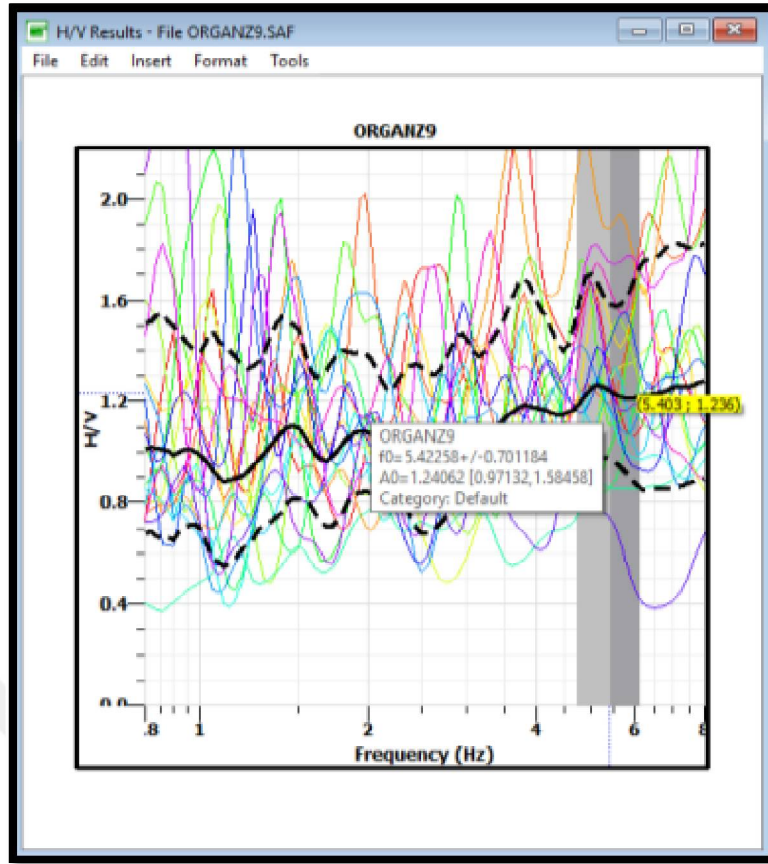 H/V Results - File ORGANZ9.SAF
File Edit Insert Format Tools
ORGANZ9
2.0
1.6
1.2
0.8
0.4
0.0
H/V
(5.403 ; 1.236)
ORGANZ9
f0=5.42258+/-0.701184
A0=1.24062 [0.97132,1.58458]
Category: Default
.8 1 2 4 6 8
Frequency (Hz)